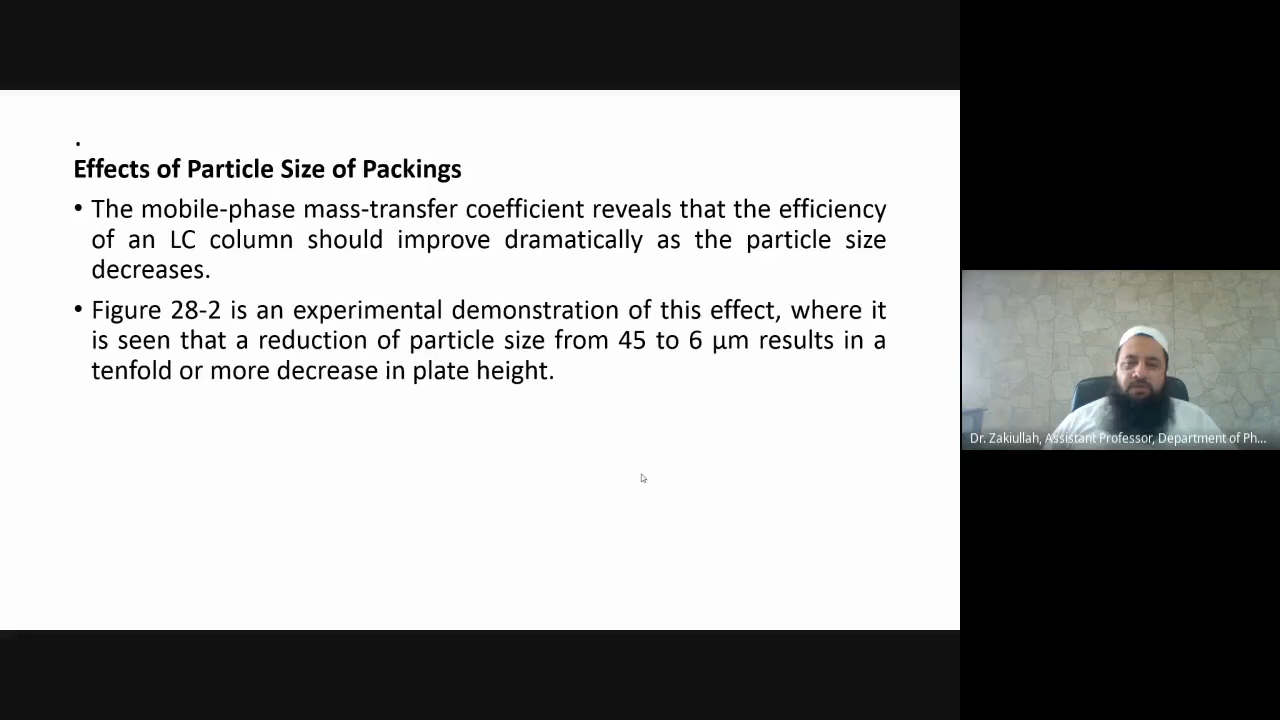 .
Effects of Particle Size of Packings
• The mobile-phase mass-transfer coefficient reveals that the efficiency
of an LC column should improve dramatically as the particle size
decreases.
• Figure 28-2 is an experimental demonstration of this effect, where it
is seen that a reduction of particle size from 45 to 6 µm results in a
tenfold or more decrease in plate height.
Dr. Zakiullah, Assistant Professor, Department of Ph...